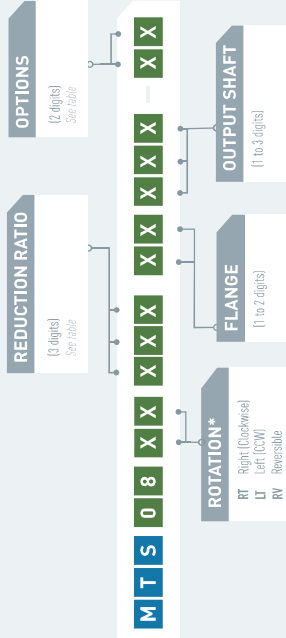 OPTIONS
(2 digits)
See table
REDUCTION RATIO
(3 digits)
See table
M T S 0 8 X X X X X X X X X X – X X
ROTATION*
RT Right (Clockwise)
LT Left (CCW)
RV Reversible
FLANGE
(1 to 2 digits)
OUTPUT SHAFT
(1 to 3 digits)